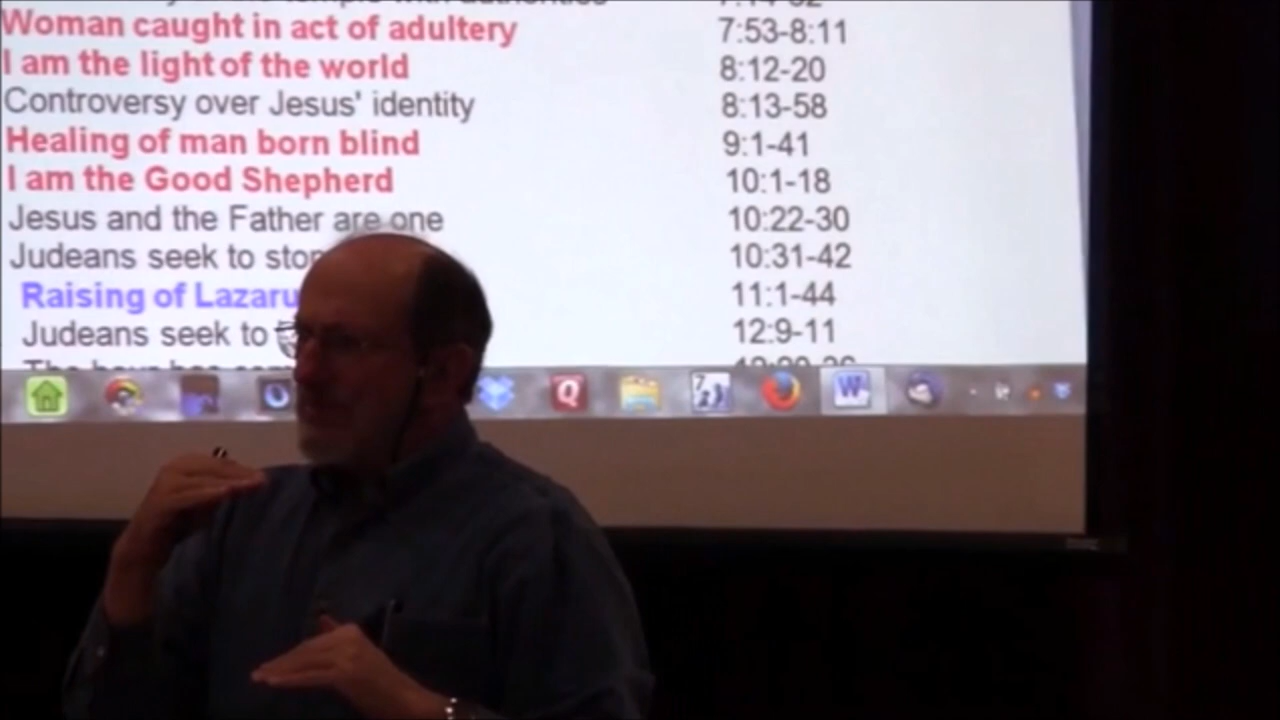 Woman caught in act of adultery 7:53-8:11
I am the light of the world 8:12-20
Controversy over Jesus' identity 8:13-58
Healing of man born blind 9:1-41
I am the Good Shepherd 10:1-18
Jesus and the Father are one 10:22-30
Judeans seek to 10:31-42
Raising of 11:1-44
Judeans seek to 12:9-11